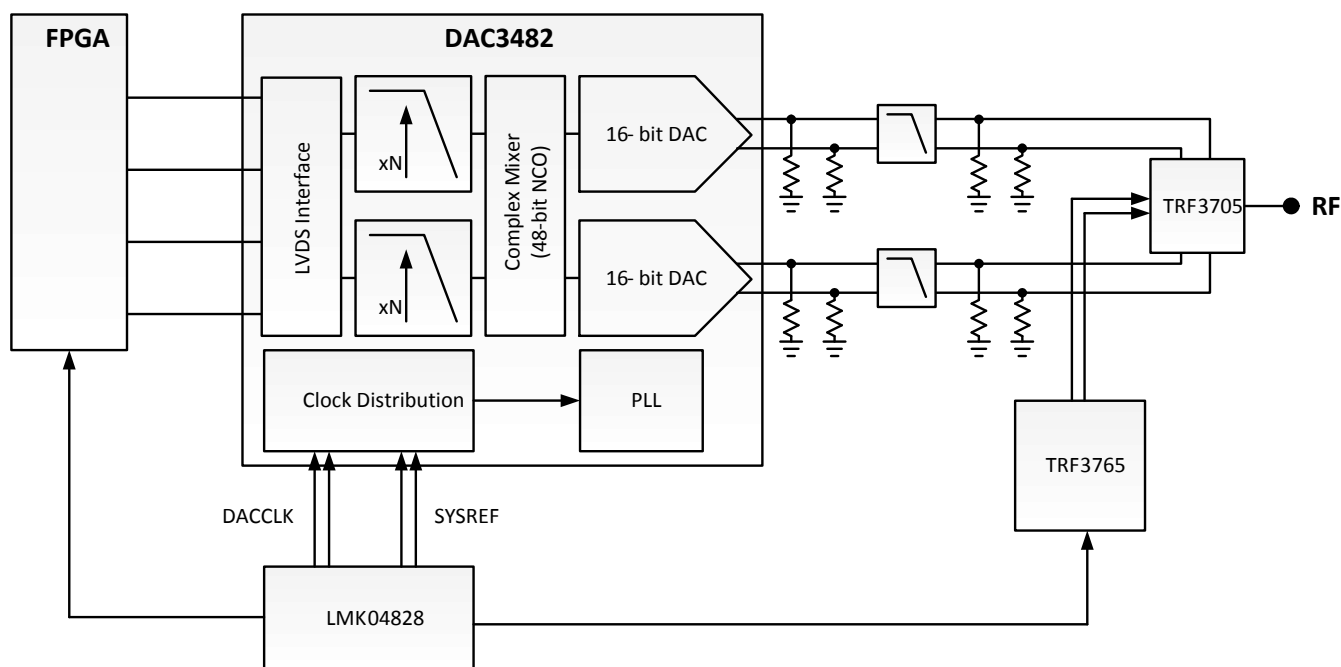 FPGA
DAC3482
LVDS Interface
xN
xN
Complex Mixer
(48-bit NCO)
16- bit DAC
16- bit DAC
TRF3705
RF
Clock Distribution
PLL
TRF3765
DACCLK
SYSREF
LMK04828